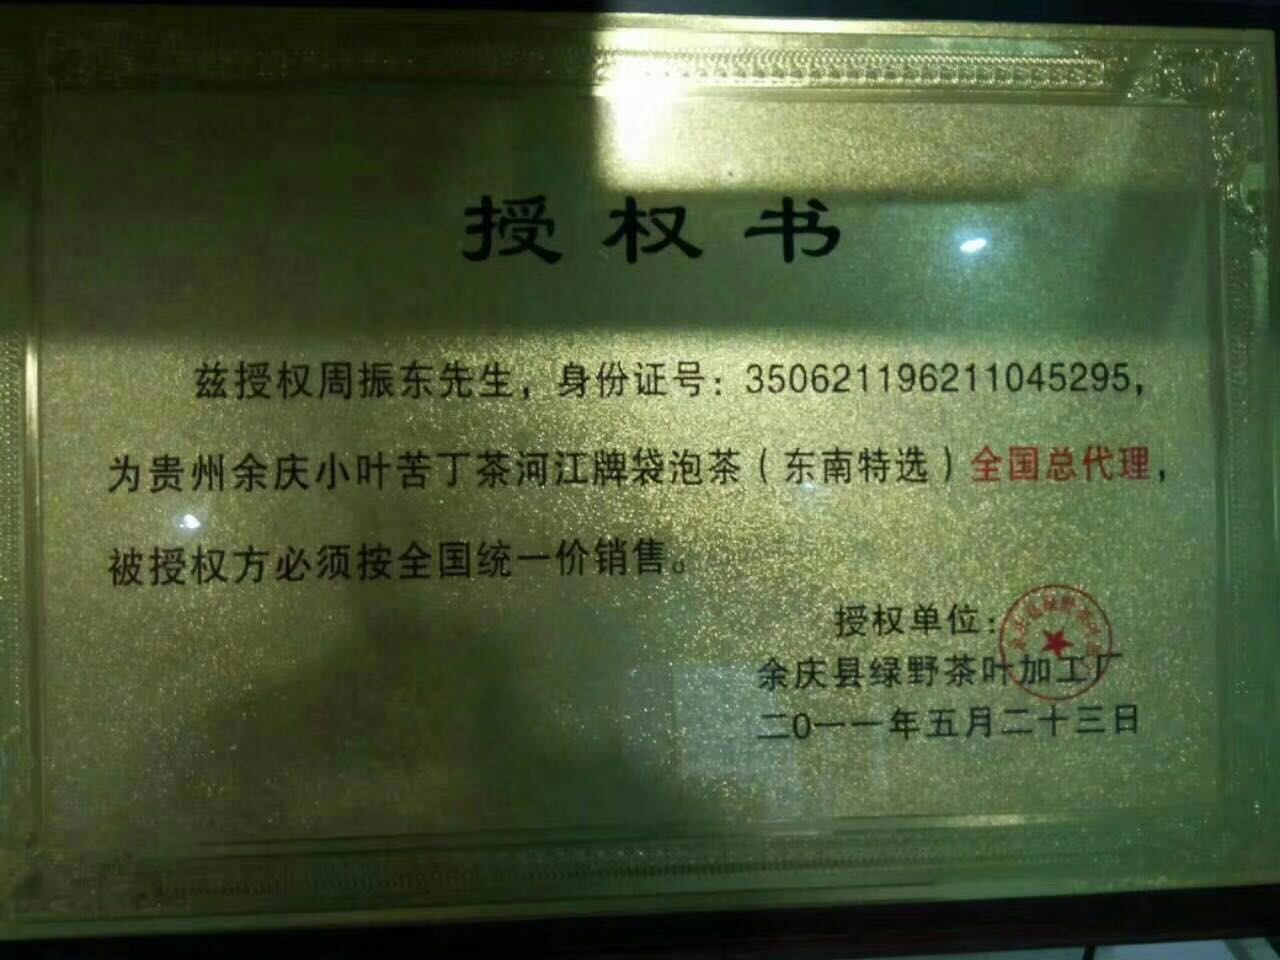 授权书
兹授权周振东先生，身份证号：350621196211045295，
为贵州余庆小叶苦丁茶河江牌袋泡茶（东南特选）全国总代理，
被授权方必须按全国统一价销售。
授权单位：
余庆县绿野茶叶加工厂
二0一一年五月二十三日